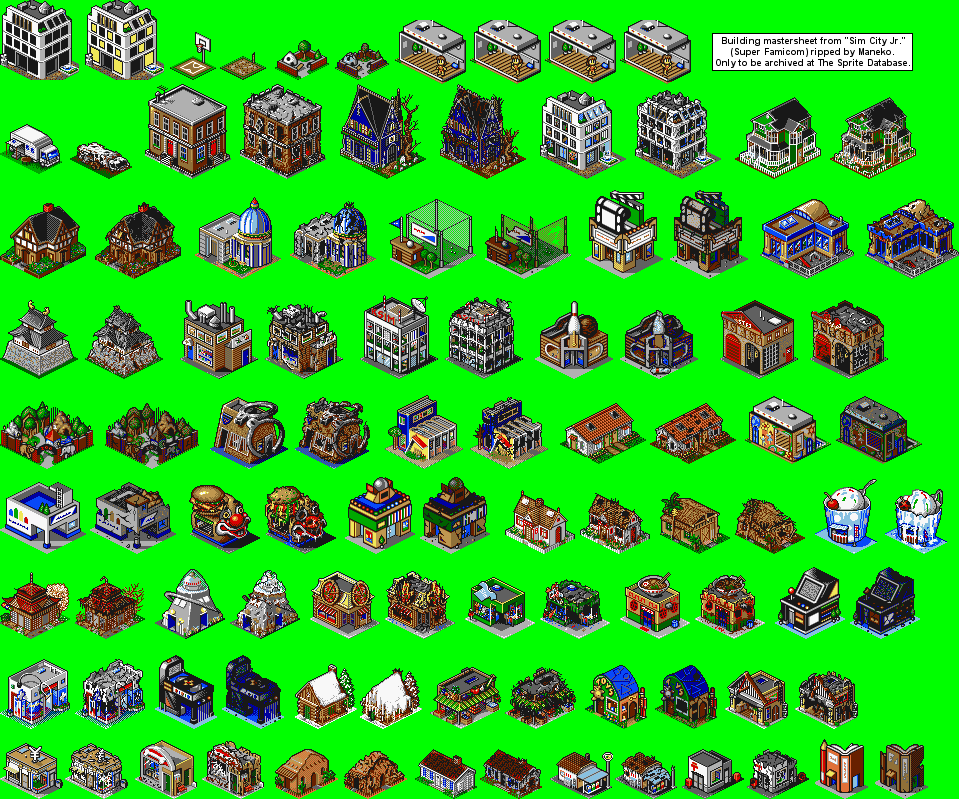 Building mastersheet from "Sim City Jr."
(Super Famicom) ripped by Maneko.
Only to be archived at The Sprite Database.